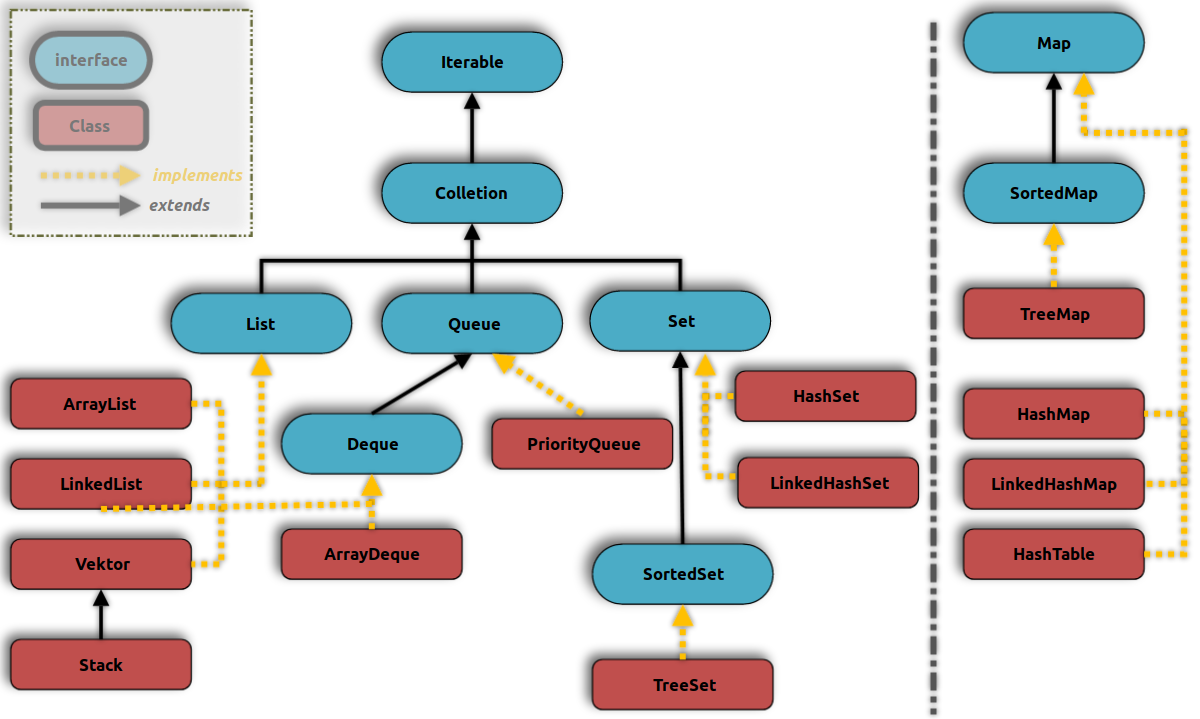 interface
Class
implements
extends
Iterable
Colletion
List
Queue
Set
ArrayList
LinkedList
Vektor
Stack
Deque
ArrayDeque
PriorityQueue
HashSet
LinkedHashSet
SortedSet
TreeSet
Map
SortedMap
TreeMap
HashMap
LinkedHashMap
HashTable